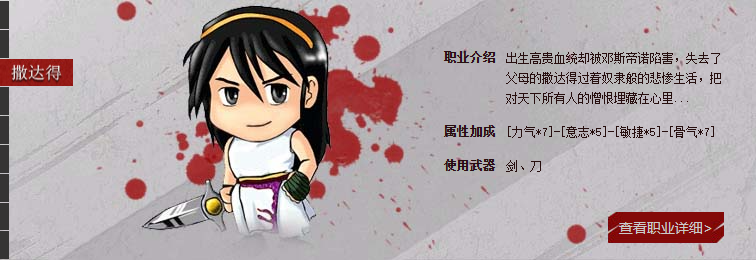 撒达得
职业介绍 出生高贵血统却被邓斯帝诺陷害，失去了
父母的撒达得过着奴隶般的悲惨生活，把
对天下所有人的憎恨埋藏在心里...
属性加成 [力气*7]-[意志*5]-[敏捷*5]-[骨气*7]
使用武器 剑、刀
查看职业详细>